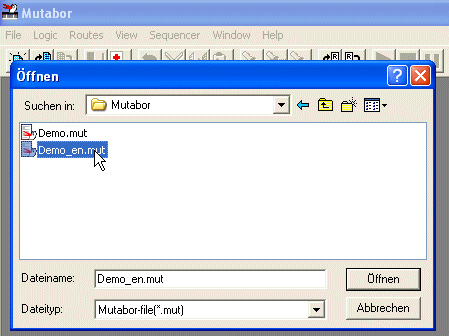 Mutabor
File Logic Routes View Sequencer Window Help
Öffnen
Suchen in: Mutabor
Demo.mut
Demo_en.mut
Dateiname: Demo_en.mut Öffnen
Dateityp: Mutabor-file(*.mut) Abbrechen